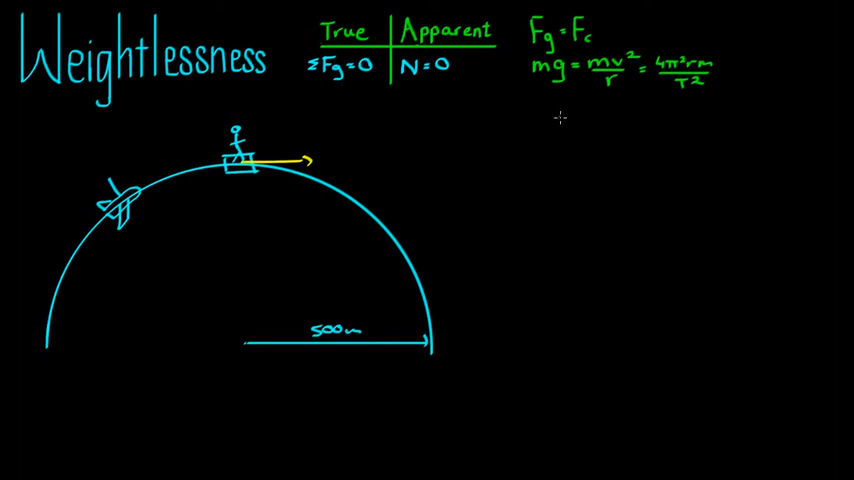 Weightlessness
True Apparent
ΣFg=0 N=0
Fg=Fc
mg = mv²/r = 4π²rm/T²
500m